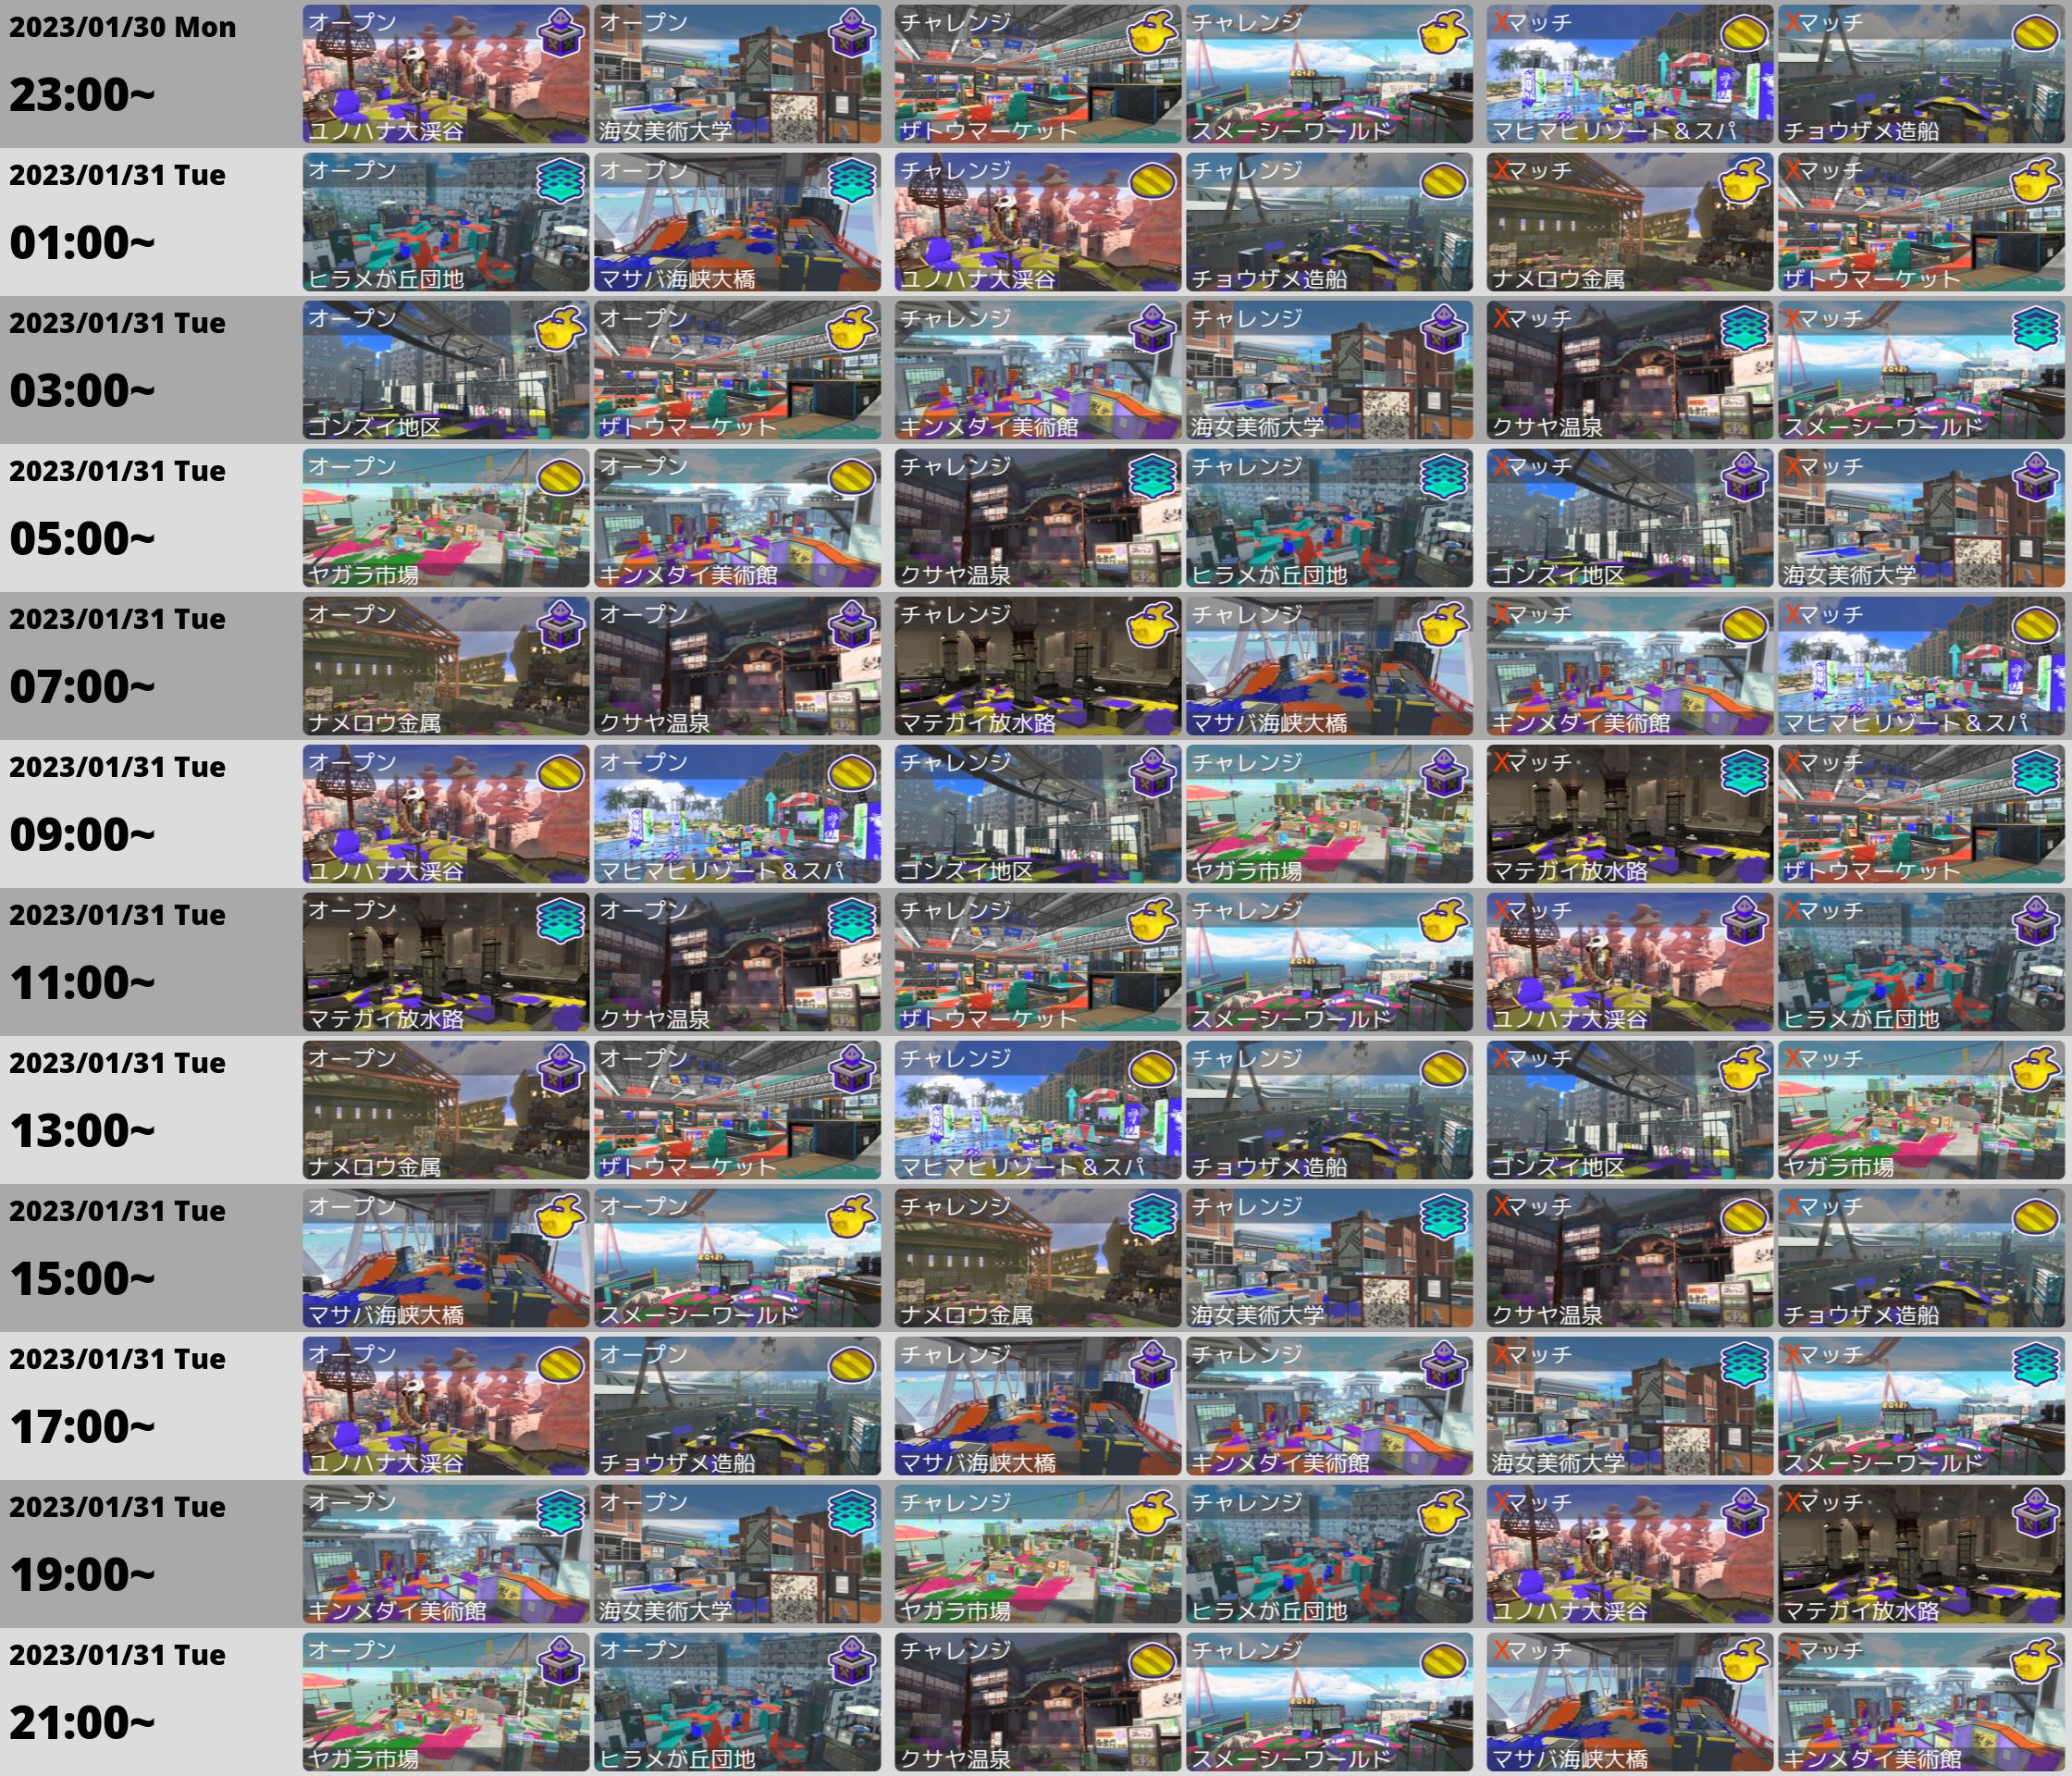 2023/01/30 Mon
23:00~
オープン オープン チャレンジ チャレンジ Xマッチ Xマッチ
ユノハナ大渓谷 海女美術大学 ザトウマーケット スメーシーワールド マヒマヒリゾート＆スパ チョウザメ造船
2023/01/31 Tue
01:00~
オープン オープン チャレンジ チャレンジ Xマッチ Xマッチ
ヒラメが丘団地 マサバ海峡大橋 ユノハナ大渓谷 チョウザメ造船 ナメロウ金属 ザトウマーケット
2023/01/31 Tue
03:00~
オープン オープン チャレンジ チャレンジ Xマッチ Xマッチ
ゴンズイ地区 ザトウマーケット キンメダイ美術館 海女美術大学 クサヤ温泉 スメーシーワールド
2023/01/31 Tue
05:00~
オープン オープン チャレンジ チャレンジ Xマッチ Xマッチ
ヤガラ市場 キンメダイ美術館 クサヤ温泉 ヒラメが丘団地 ゴンズイ地区 海女美術大学
2023/01/31 Tue
07:00~
オープン オープン チャレンジ チャレンジ Xマッチ Xマッチ
ナメロウ金属 クサヤ温泉 マテガイ放水路 マサバ海峡大橋 キンメダイ美術館 マヒマヒリゾート＆スパ
2023/01/31 Tue
09:00~
オープン オープン チャレンジ チャレンジ Xマッチ Xマッチ
ユノハナ大渓谷 マヒマヒリゾート＆スパ ゴンズイ地区 ヤガラ市場 マテガイ放水路 ザトウマーケット
2023/01/31 Tue
11:00~
オープン オープン チャレンジ チャレンジ Xマッチ Xマッチ
マテガイ放水路 クサヤ温泉 ザトウマーケット スメーシーワールド ユノハナ大渓谷 ヒラメが丘団地
2023/01/31 Tue
13:00~
オープン オープン チャレンジ チャレンジ Xマッチ Xマッチ
ナメロウ金属 ザトウマーケット マヒマヒリゾート＆スパ チョウザメ造船 ゴンズイ地区 ヤガラ市場
2023/01/31 Tue
15:00~
オープン オープン チャレンジ チャレンジ Xマッチ Xマッチ
マサバ海峡大橋 スメーシーワールド ナメロウ金属 海女美術大学 クサヤ温泉 チョウザメ造船
2023/01/31 Tue
17:00~
オープン オープン チャレンジ チャレンジ Xマッチ Xマッチ
ユノハナ大渓谷 チョウザメ造船 マサバ海峡大橋 キンメダイ美術館 海女美術大学 スメーシーワールド
2023/01/31 Tue
19:00~
オープン オープン チャレンジ チャレンジ Xマッチ Xマッチ
キンメダイ美術館 海女美術大学 ヤガラ市場 ヒラメが丘団地 ユノハナ大渓谷 マテガイ放水路
2023/01/31 Tue
21:00~
オープン オープン チャレンジ チャレンジ Xマッチ Xマッチ
ヤガラ市場 ヒラメが丘団地 クサヤ温泉 スメーシーワールド マサバ海峡大橋 キンメダイ美術館